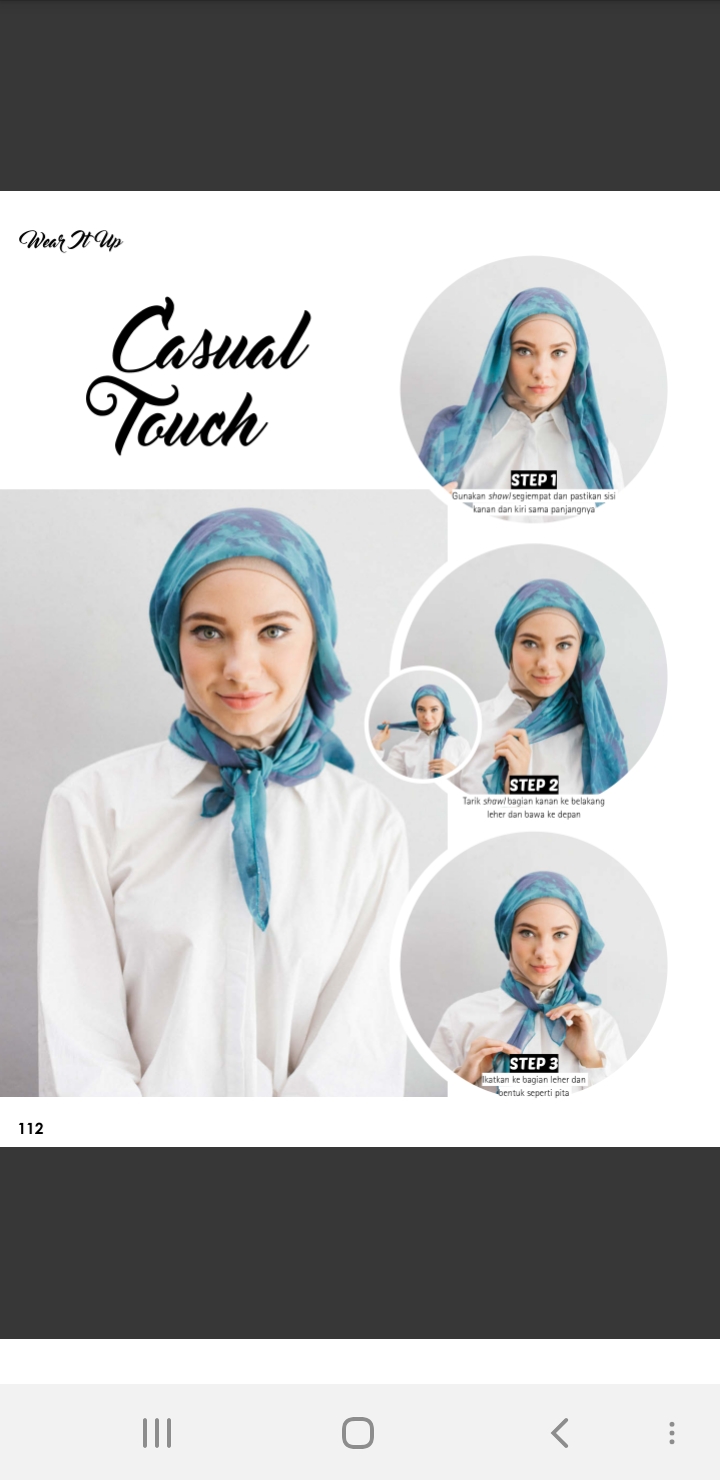 Wear It Up
Casual
Touch
STEP 1
Gunakan shawl segiempat dan pastikan sisi
kanan dan kiri sama panjangnya
STEP 2
Tarik shawl bagian kanan ke belakang
leher dan bawa ke depan
STEP 3
Ikatkan ke bagian leher dan
bentuk seperti pita
112